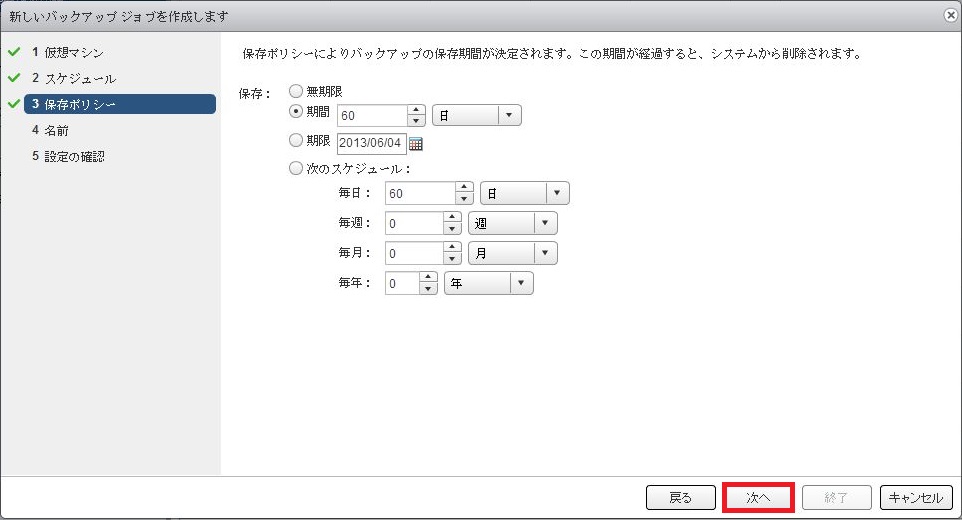 新しいバックアップ ジョブを作成します
1 仮想マシン
2 スケジュール
3 保存ポリシー
4 名前
5 設定の確認
保存ポリシーによりバックアップの保存期間が決定されます。この期間が経過すると、システムから削除されます。
保存： 無期限
期間 60 日
期限 2013/06/04
次のスケジュール：
毎日： 60 日
毎週： 0 週
毎月： 0 月
毎年： 0 年
戻る 次へ 終了 キャンセル